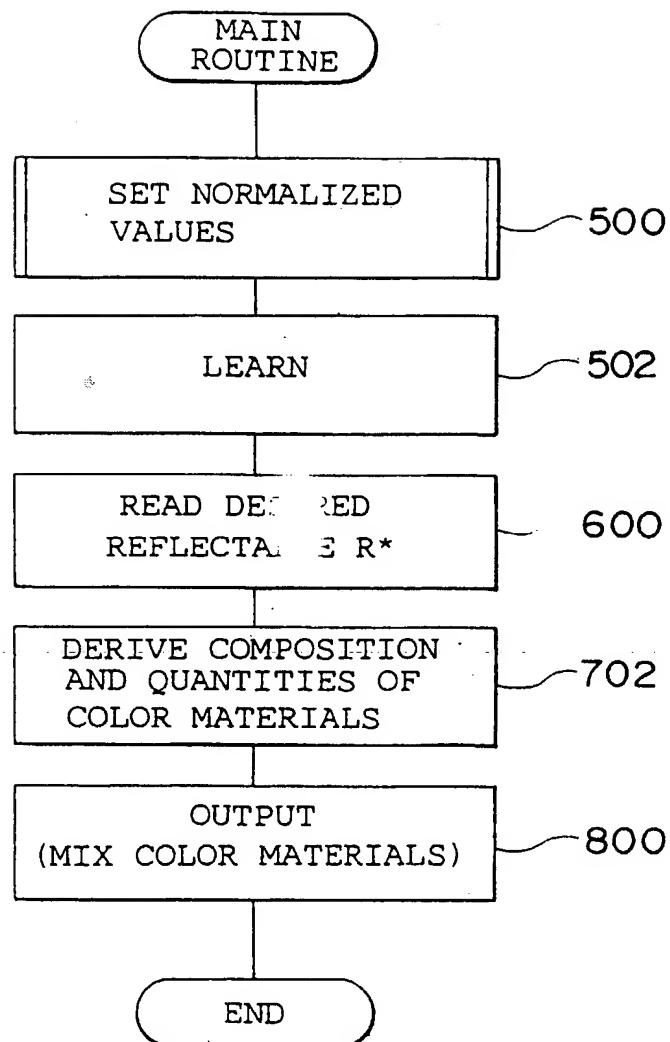 MAIN
ROUTINE
SET NORMALIZED
VALUES
500
LEARN
502
READ
R*
600
DERIVE COMPOSITION
AND QUANTITIES OF
COLOR MATERIALS
702
OUTPUT
(MIX COLOR MATERIALS)
800
END